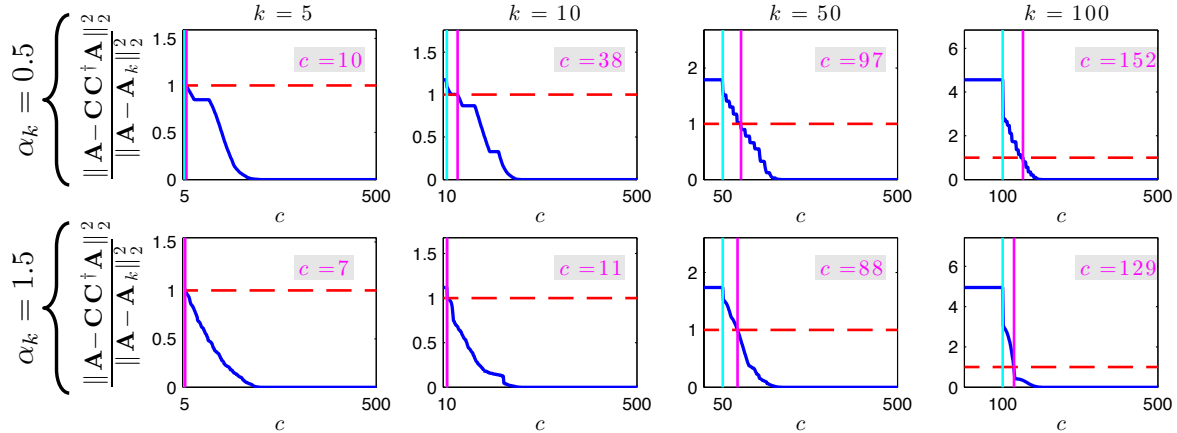 k = 5
k = 10
k = 50
k = 100
α_k = 0.5
‖A−CC†A‖²₂
‖A−A_k‖²₂
1.5
1
0.5
0
5
500
c
c =10
1.5
1
0.5
0
10
500
c
c =38
2
1
0
50
500
c
c =97
6
4
2
0
100
500
c
c =152
α_k = 1.5
‖A−CC†A‖²₂
‖A−A_k‖²₂
1.5
1
0.5
0
5
500
c
c =7
1.5
1
0.5
0
10
500
c
c =11
2
1
0
50
500
c
c =88
6
4
2
0
100
500
c
c =129